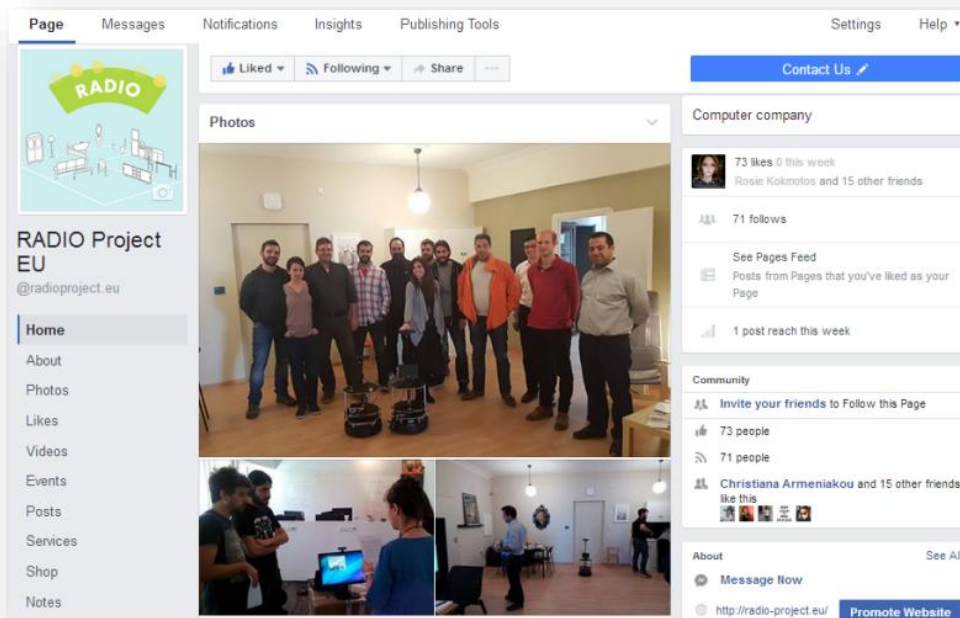 Page Messages Notifications Insights Publishing Tools Settings Help
RADIO
Liked Following Share ...
Contact Us
Photos
Computer company
73 likes 0 this week
Rosie Kokmotos and 15 other friends
71 follows
See Pages Feed
Posts from Pages that you've liked as your
Page
1 post reach this week
RADIO Project
EU
@radioproject.eu
Home
About
Photos
Likes
Videos
Events
Posts
Services
Shop
Notes
Community
Invite your friends to Follow this Page
73 people
71 people
Christiana Armeniakou and 15 other friends
like this
About See Al
Message Now
http://radio-project.eu/ Promote Website